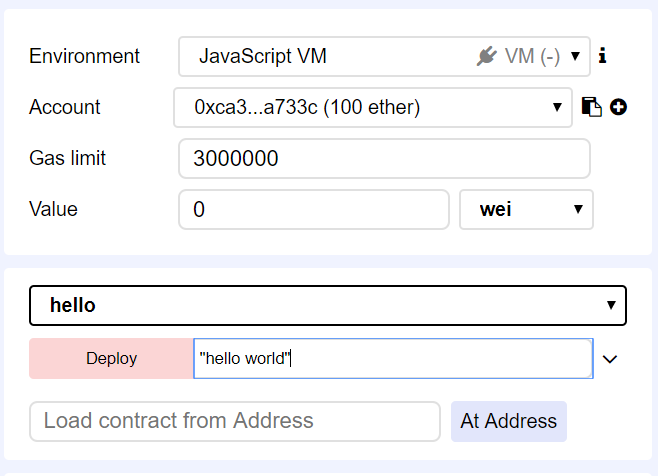 Environment JavaScript VM VM (-)
Account 0xca3...a733c (100 ether)
Gas limit 3000000
Value 0 wei
hello
Deploy "hello world"
Load contract from Address At Address